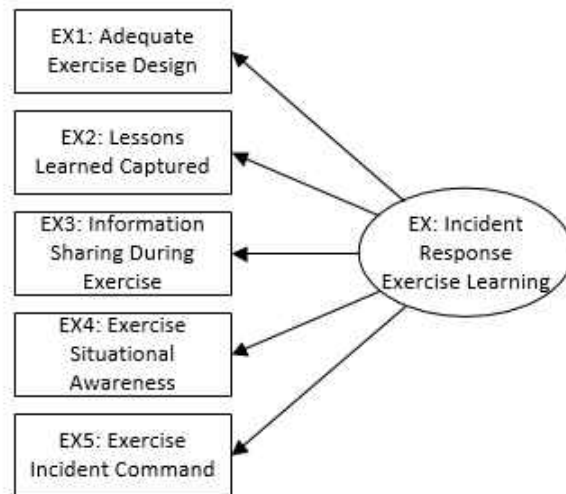 EX1: Adequate
Exercise Design
EX2: Lessons
Learned Captured
EX3: Information
Sharing During
Exercise
EX: Incident
Response
Exercise Learning
EX4: Exercise
Situational
Awareness
EX5: Exercise
Incident Command